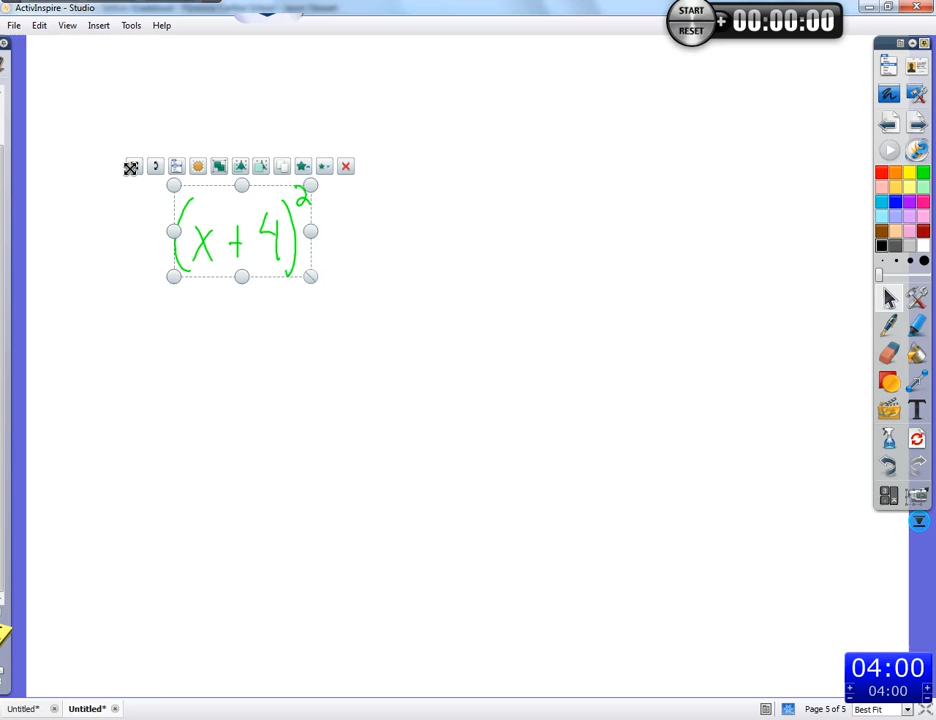 ActivInspire - Studio
File Edit View Insert Tools Help
START
RESET
00:00:00
(x + 4)²
T
04:00
04:00
Untitled* Untitled* Page 5 of 5 Best Fit